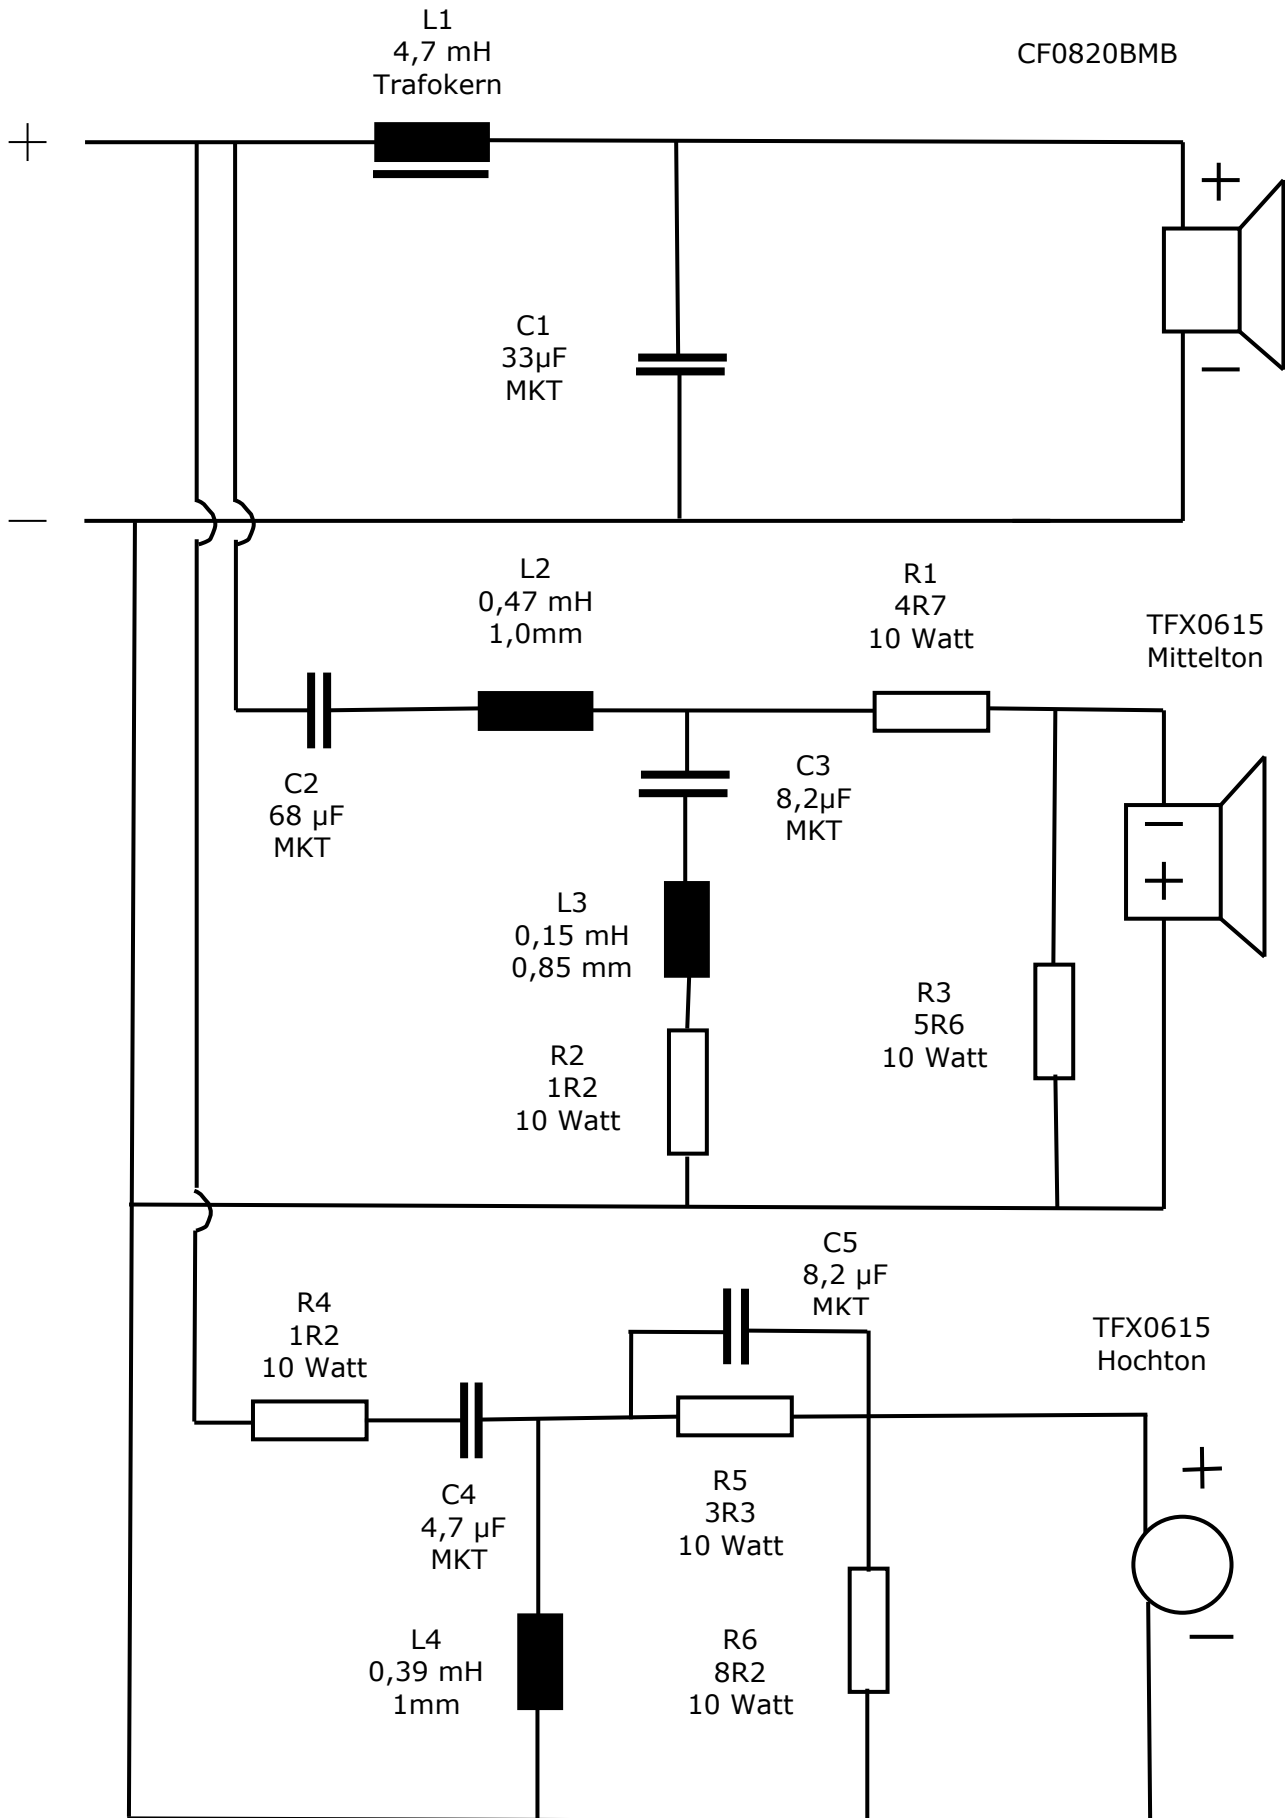 L1
4,7 mH
Trafokern
CF0820BMB
+
+
C1
33µF
MKT
−
−
L2
0,47 mH
1,0mm
R1
4R7
10 Watt
TFX0615
Mittelton
C2
68 µF
MKT
C3
8,2µF
MKT
−
+
L3
0,15 mH
0,85 mm
R3
5R6
10 Watt
R2
1R2
10 Watt
C5
8,2 µF
MKT
R4
1R2
10 Watt
TFX0615
Hochton
C4
4,7 µF
MKT
R5
3R3
10 Watt
+
−
L4
0,39 mH
1mm
R6
8R2
10 Watt